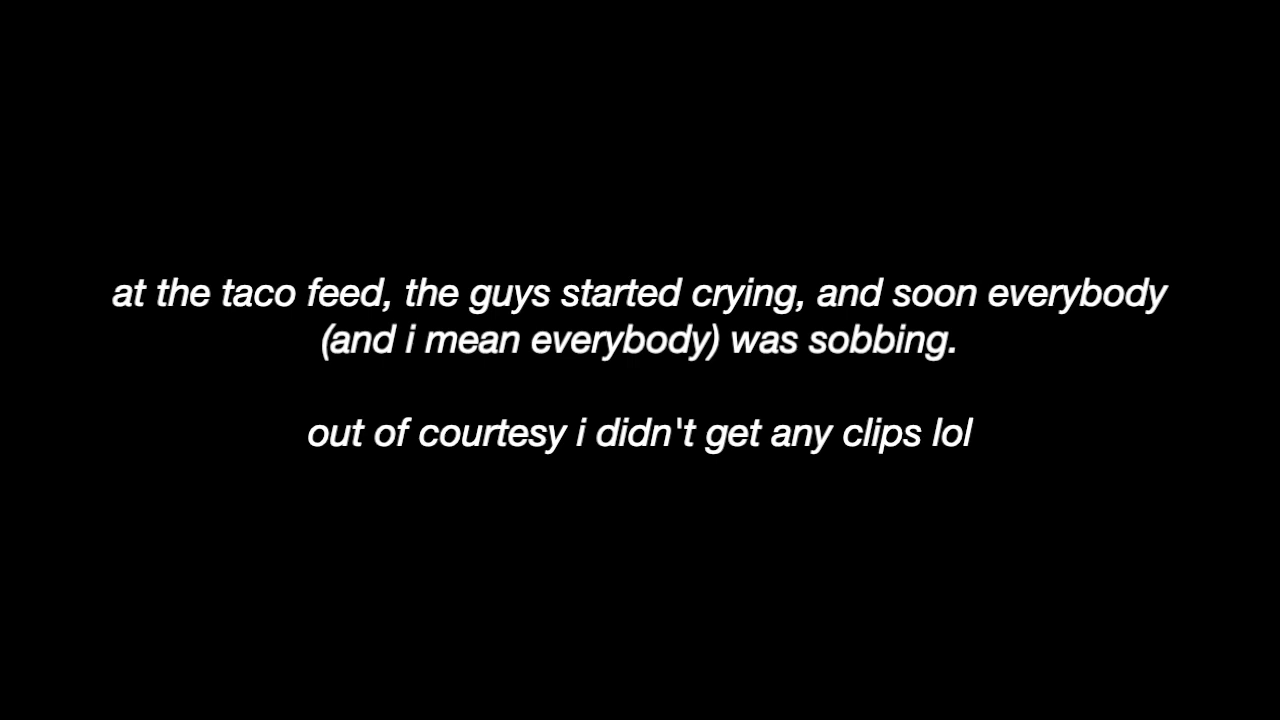 at the taco feed, the guys started crying, and soon everybody
(and i mean everybody) was sobbing.
out of courtesy i didn't get any clips lol